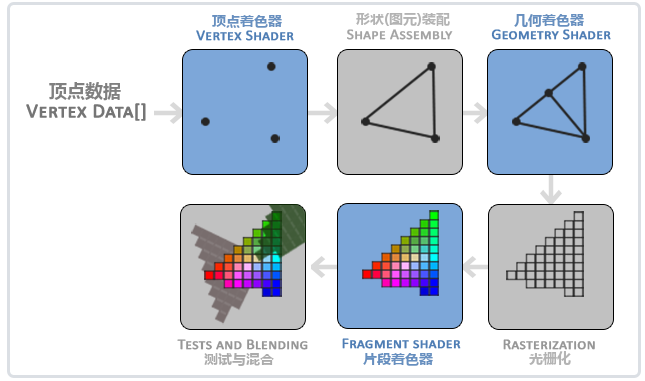 顶点数据
VERTEX DATA[]
顶点着色器
VERTEX SHADER
形状(图元)装配
SHAPE ASSEMBLY
几何着色器
GEOMETRY SHADER
RASTERIZATION
光栅化
FRAGMENT SHADER
片段着色器
TESTS AND BLENDING
测试与混合